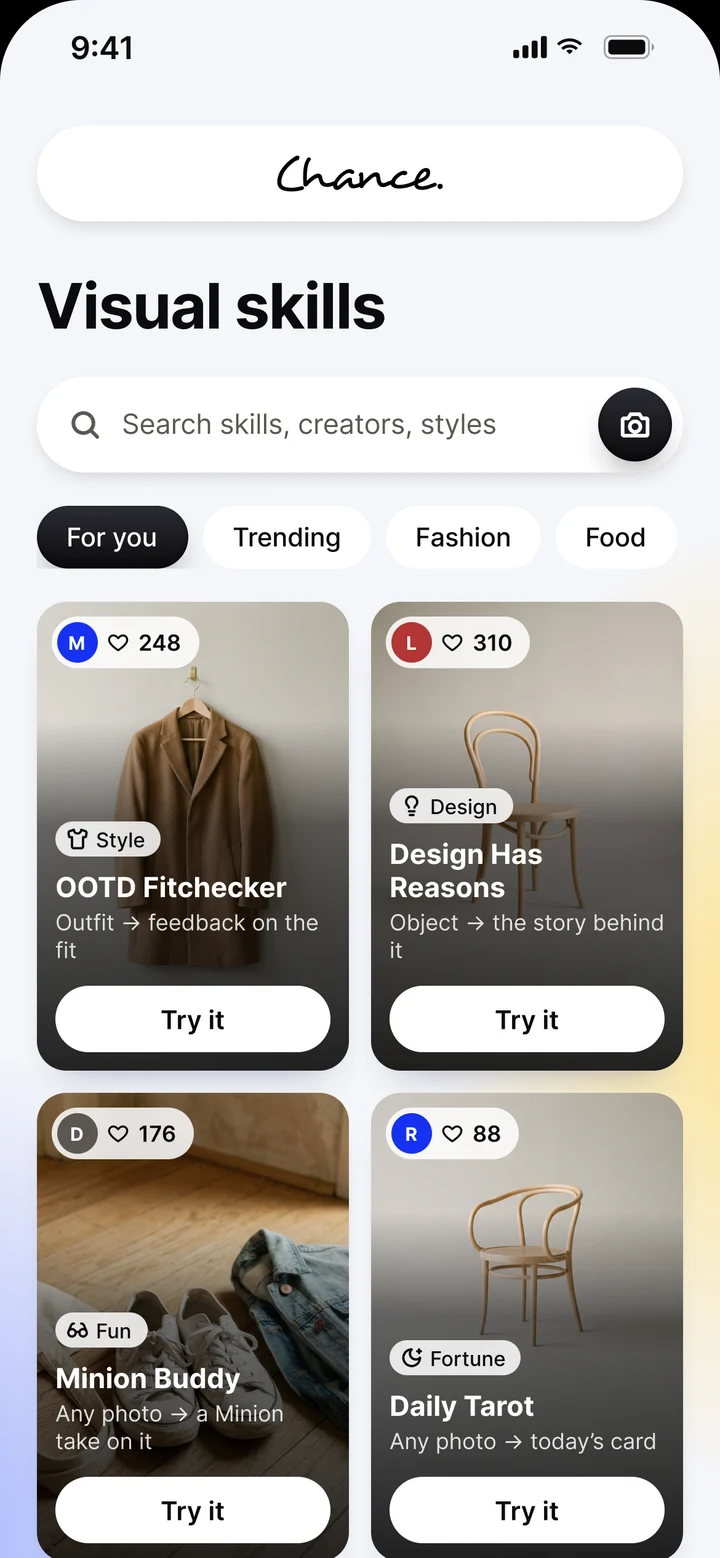 9:41
Chance.
Visual skills
Search skills, creators, styles
For you
Trending
Fashion
Food
M 248
Style
OOTD Fitchecker
Outfit → feedback on the
fit
Try it
L 310
Design
Design Has
Reasons
Object → the story behind
it
Try it
D 176
Fun
Minion Buddy
Any photo → a Minion
take on it
Try it
R 88
Fortune
Daily Tarot
Any photo → today’s card
Try it